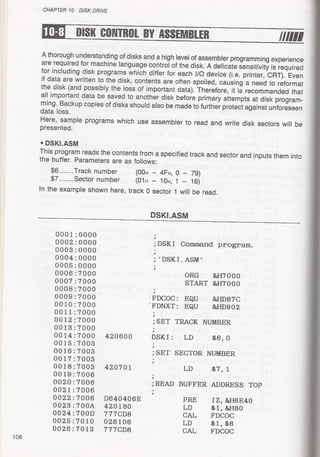 CHAPTER 10 DISK DRIVE
10-8 DISK CONTROL BY ASSEMBLER
A thorough understanding of disks and a high level of assembler programming experience
are required for machine language control of the disk. A delicate sensitivity is required
for including disk programs which differ for each I/O device (i.e. printer, CRT). Even
if data are written to the disk, contents are often spoiled, causing a need to reformat
the disk (and possibly the loss of important data). Therefore, it is recommended that
all important data be saved to another disk before primary attempts at disk program-
ming. Backup copies of disks should also be made to further protect against unforeseen
data loss.
Here, sample programs which use assembler to read and write disk sectors will be
presented.
• DSKI.ASM
This program reads the contents from a specified track and sector and inputs them into
the buffer. Parameters are as follows:
$6 .......Track number (00H – 4FH, 0 – 79)
$7 .......Sector number (01H – 10H, 1 – 16)
In the example shown here, track 0 sector 1 will be read.
DSKI.ASM
0001:0000 ;
0002:0000 ;DSKI Command program.
0003:0000 ;
0004:0000 ;'DSKI.ASM'
0005:0000 ;
0006:7000 ORG &H7000
0007:7000 START &H7000
0008:7000 ;
0009:7000 FDCOC: EQU &HD87C
0010:7000 FDNXT: EQU &HD902
0011:7000 ;
0012:7000 ;SET TRACK NUMBER
0013:7000 ;
0014:7000 420600 DSKI: LD $6,0
0015:7003 ;
0016:7003 ;SET SECTOR NUMBER
0017:7003 ;
0018:7003 420701 LD $7,1
0019:7006 ;
0020:7006 ;READ BUFFER ADDRESS TOP
0021:7006 ;
0022:7006 D640406E PRE IZ,&H6E40
0023:700A 420180 LD $1,&H80
0024:700D 777CD8 CAL FDCOC
0025:7010 026106 LD $1,$6
0026:7013 777CD8 CAL FDCOC
106